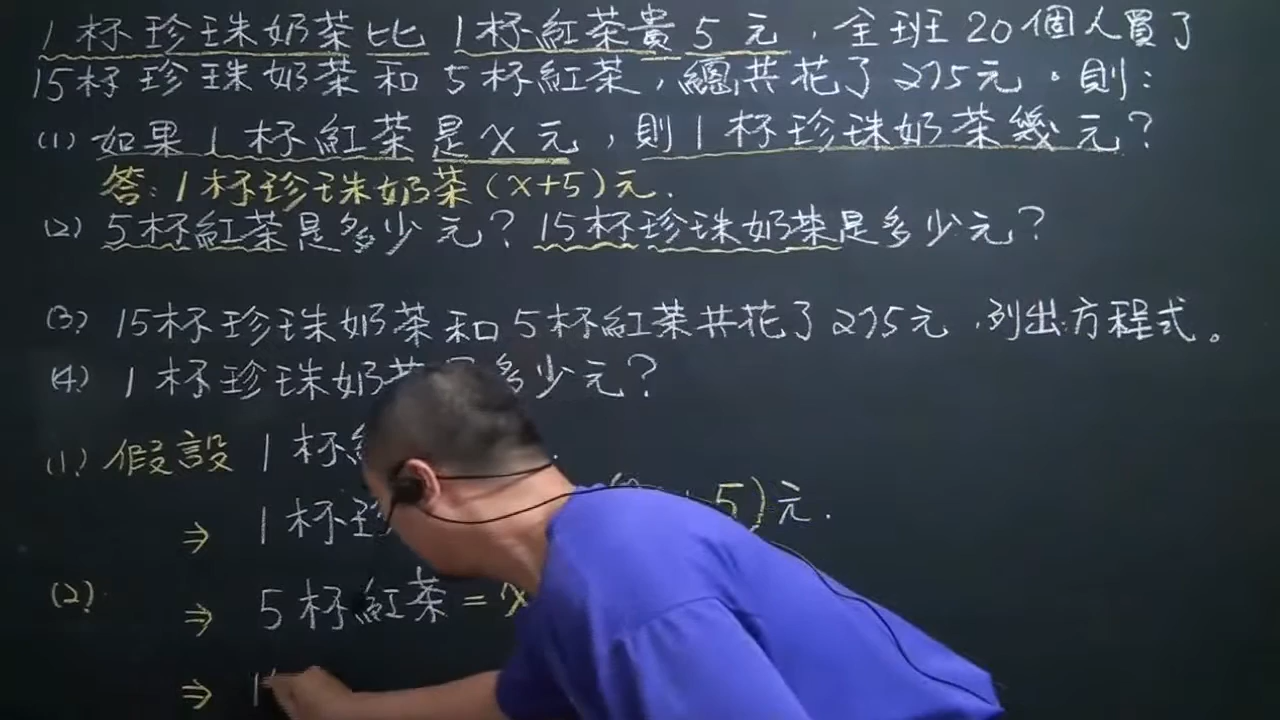 1杯珍珠奶茶比1杯紅茶貴5元,全班20個人買了
15杯珍珠奶茶和5杯紅茶,總共花了275元。則:
(1) 如果1杯紅茶是x元,則1杯珍珠奶茶幾元?
答:1杯珍珠奶茶(x+5)元.
(2) 5杯紅茶是多少元?15杯珍珠奶茶是多少元?
(3) 15杯珍珠奶茶和5杯紅茶共花了275元,列出方程式。
(4) 1杯珍珠奶茶是多少元?
(1) 假設1杯
⇒ 1杯珍 5)元.
(2) ⇒ 5杯紅茶=x
⇒ 1